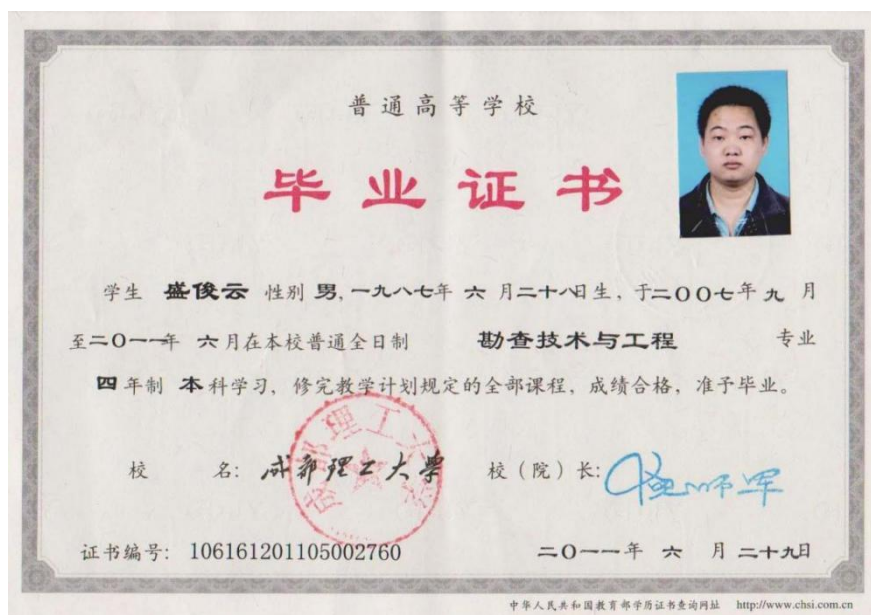 普通高等学校
毕业证书
学生 盛俊云 性别 男, 一九八七年 六 月二十八日生, 于二〇〇七年 九 月
至二〇一一年 六月在本校普通全日制 勘查技术与工程 专业
四年制 本科学习, 修完教学计划规定的全部课程, 成绩合格, 准予毕业。
校 名: 成都理工大学 校（院）长:
证书编号: 106161201105002760 二〇一一年 六 月 二十九日
中华人民共和国教育部学历证书查询网址 http://www.chsi.com.cn